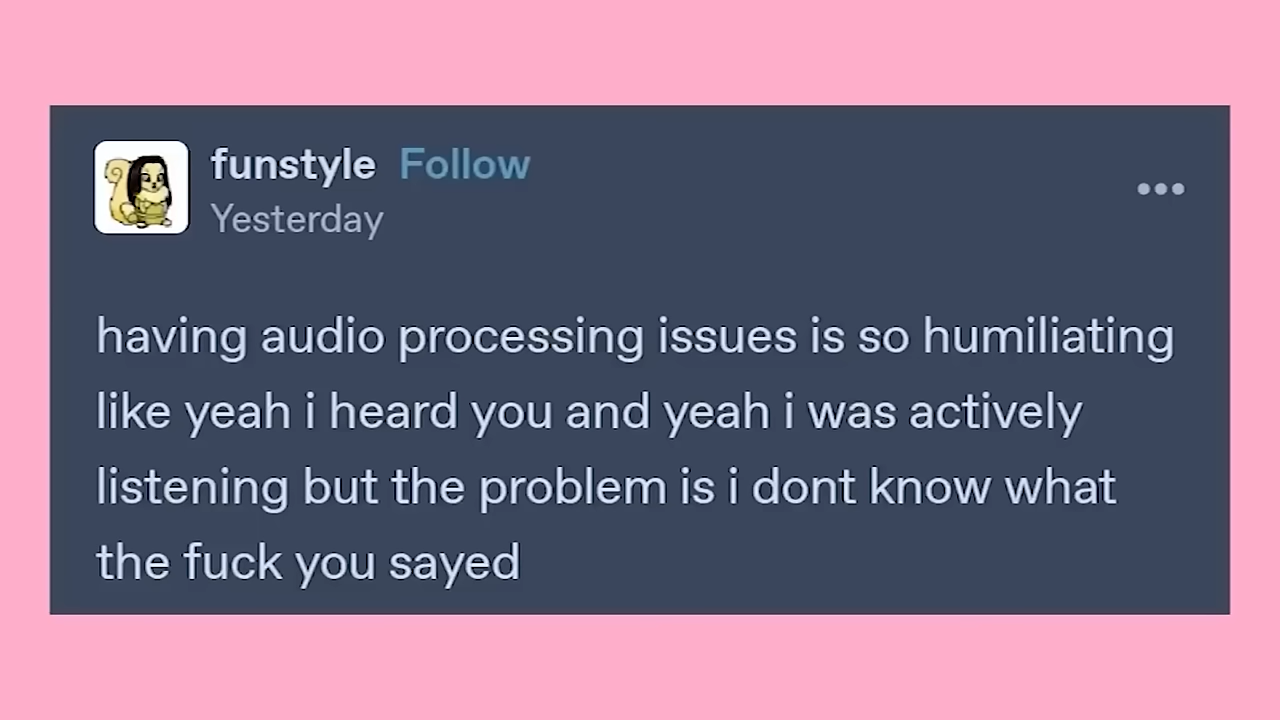 funstyle Follow
Yesterday
having audio processing issues is so humiliating
like yeah i heard you and yeah i was actively
listening but the problem is i dont know what
the fuck you sayed